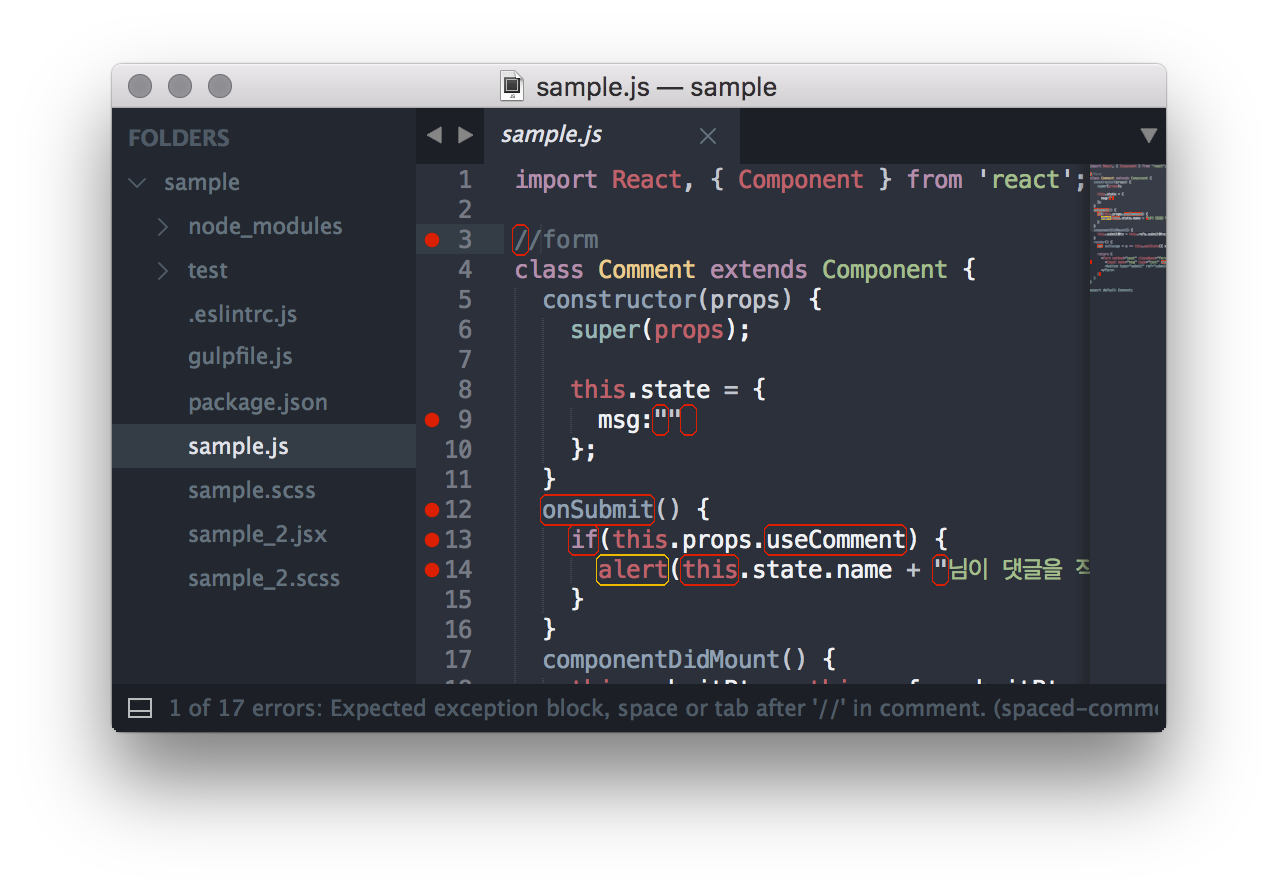 sample.js — sample
FOLDERS
sample
node_modules
test
.eslintrc.js
gulpfile.js
package.json
sample.js
sample.scss
sample_2.jsx
sample_2.scss
sample.js
1 import React, { Component } from 'react';
2
3 //form
4 class Comment extends Component {
5 constructor(props) {
6 super(props);
7
8 this.state = {
9 msg:""
10 };
11 }
12 onSubmit() {
13 if(this.props.useComment) {
14 alert(this.state.name + "님이 댓글을
15 }
16 }
17 componentDidMount() {
1 of 17 errors: Expected exception block, space or tab after '//' in comment. (spaced-comme